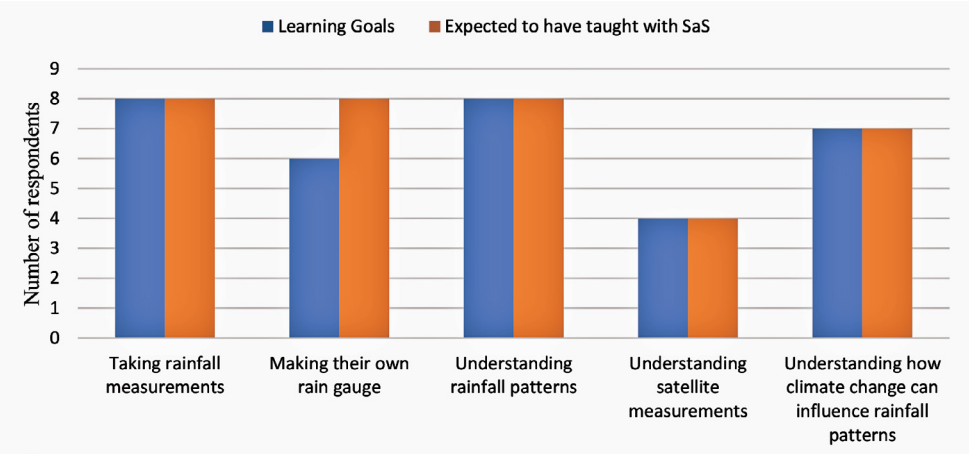 Learning Goals
Expected to have taught with SaS
Number of respondents
9
8
7
6
5
4
3
2
1
0
Taking rainfall
measurements
Making their own
rain gauge
Understanding
rainfall patterns
Understanding
satellite
measurements
Understanding how
climate change can
influence rainfall
patterns